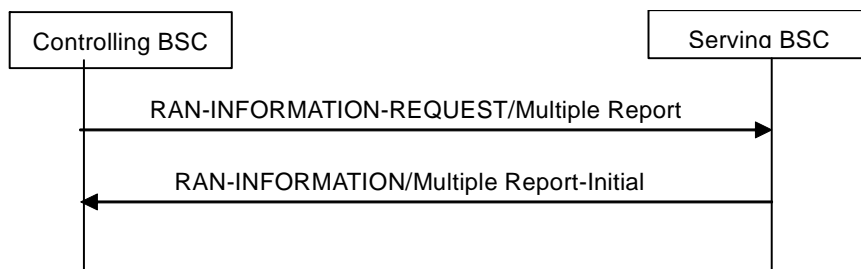 Controlling BSC
Serving BSC
RAN-INFORMATION-REQUEST/Multiple Report
RAN-INFORMATION/Multiple Report-Initial